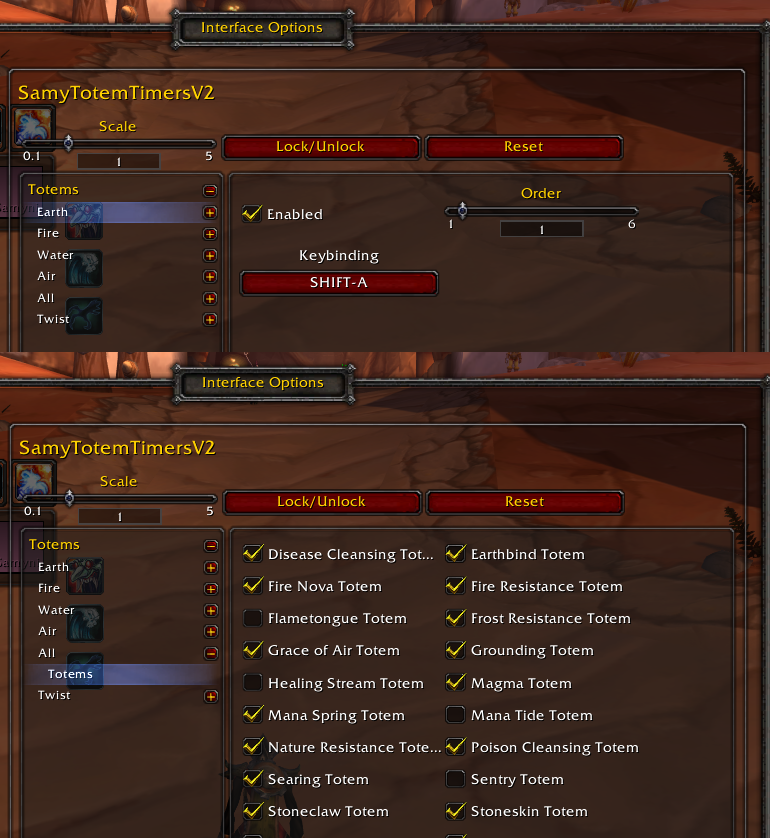 Interface Options
SamyTotemTimersV2
Scale
0.1 1 5
Lock/Unlock Reset
Totems
Earth
Fire
Water
Air
All
Twist
Enabled
Order
1 1 6
Keybinding
SHIFT-A
Interface Options
SamyTotemTimersV2
Scale
0.1 1 5
Lock/Unlock Reset
Totems
Earth
Fire
Water
Air
All
Totems
Twist
Disease Cleansing Tot... Earthbind Totem
Fire Nova Totem Fire Resistance Totem
Flametongue Totem Frost Resistance Totem
Grace of Air Totem Grounding Totem
Healing Stream Totem Magma Totem
Mana Spring Totem Mana Tide Totem
Nature Resistance Tote... Poison Cleansing Totem
Searing Totem Sentry Totem
Stoneclaw Totem Stoneskin Totem